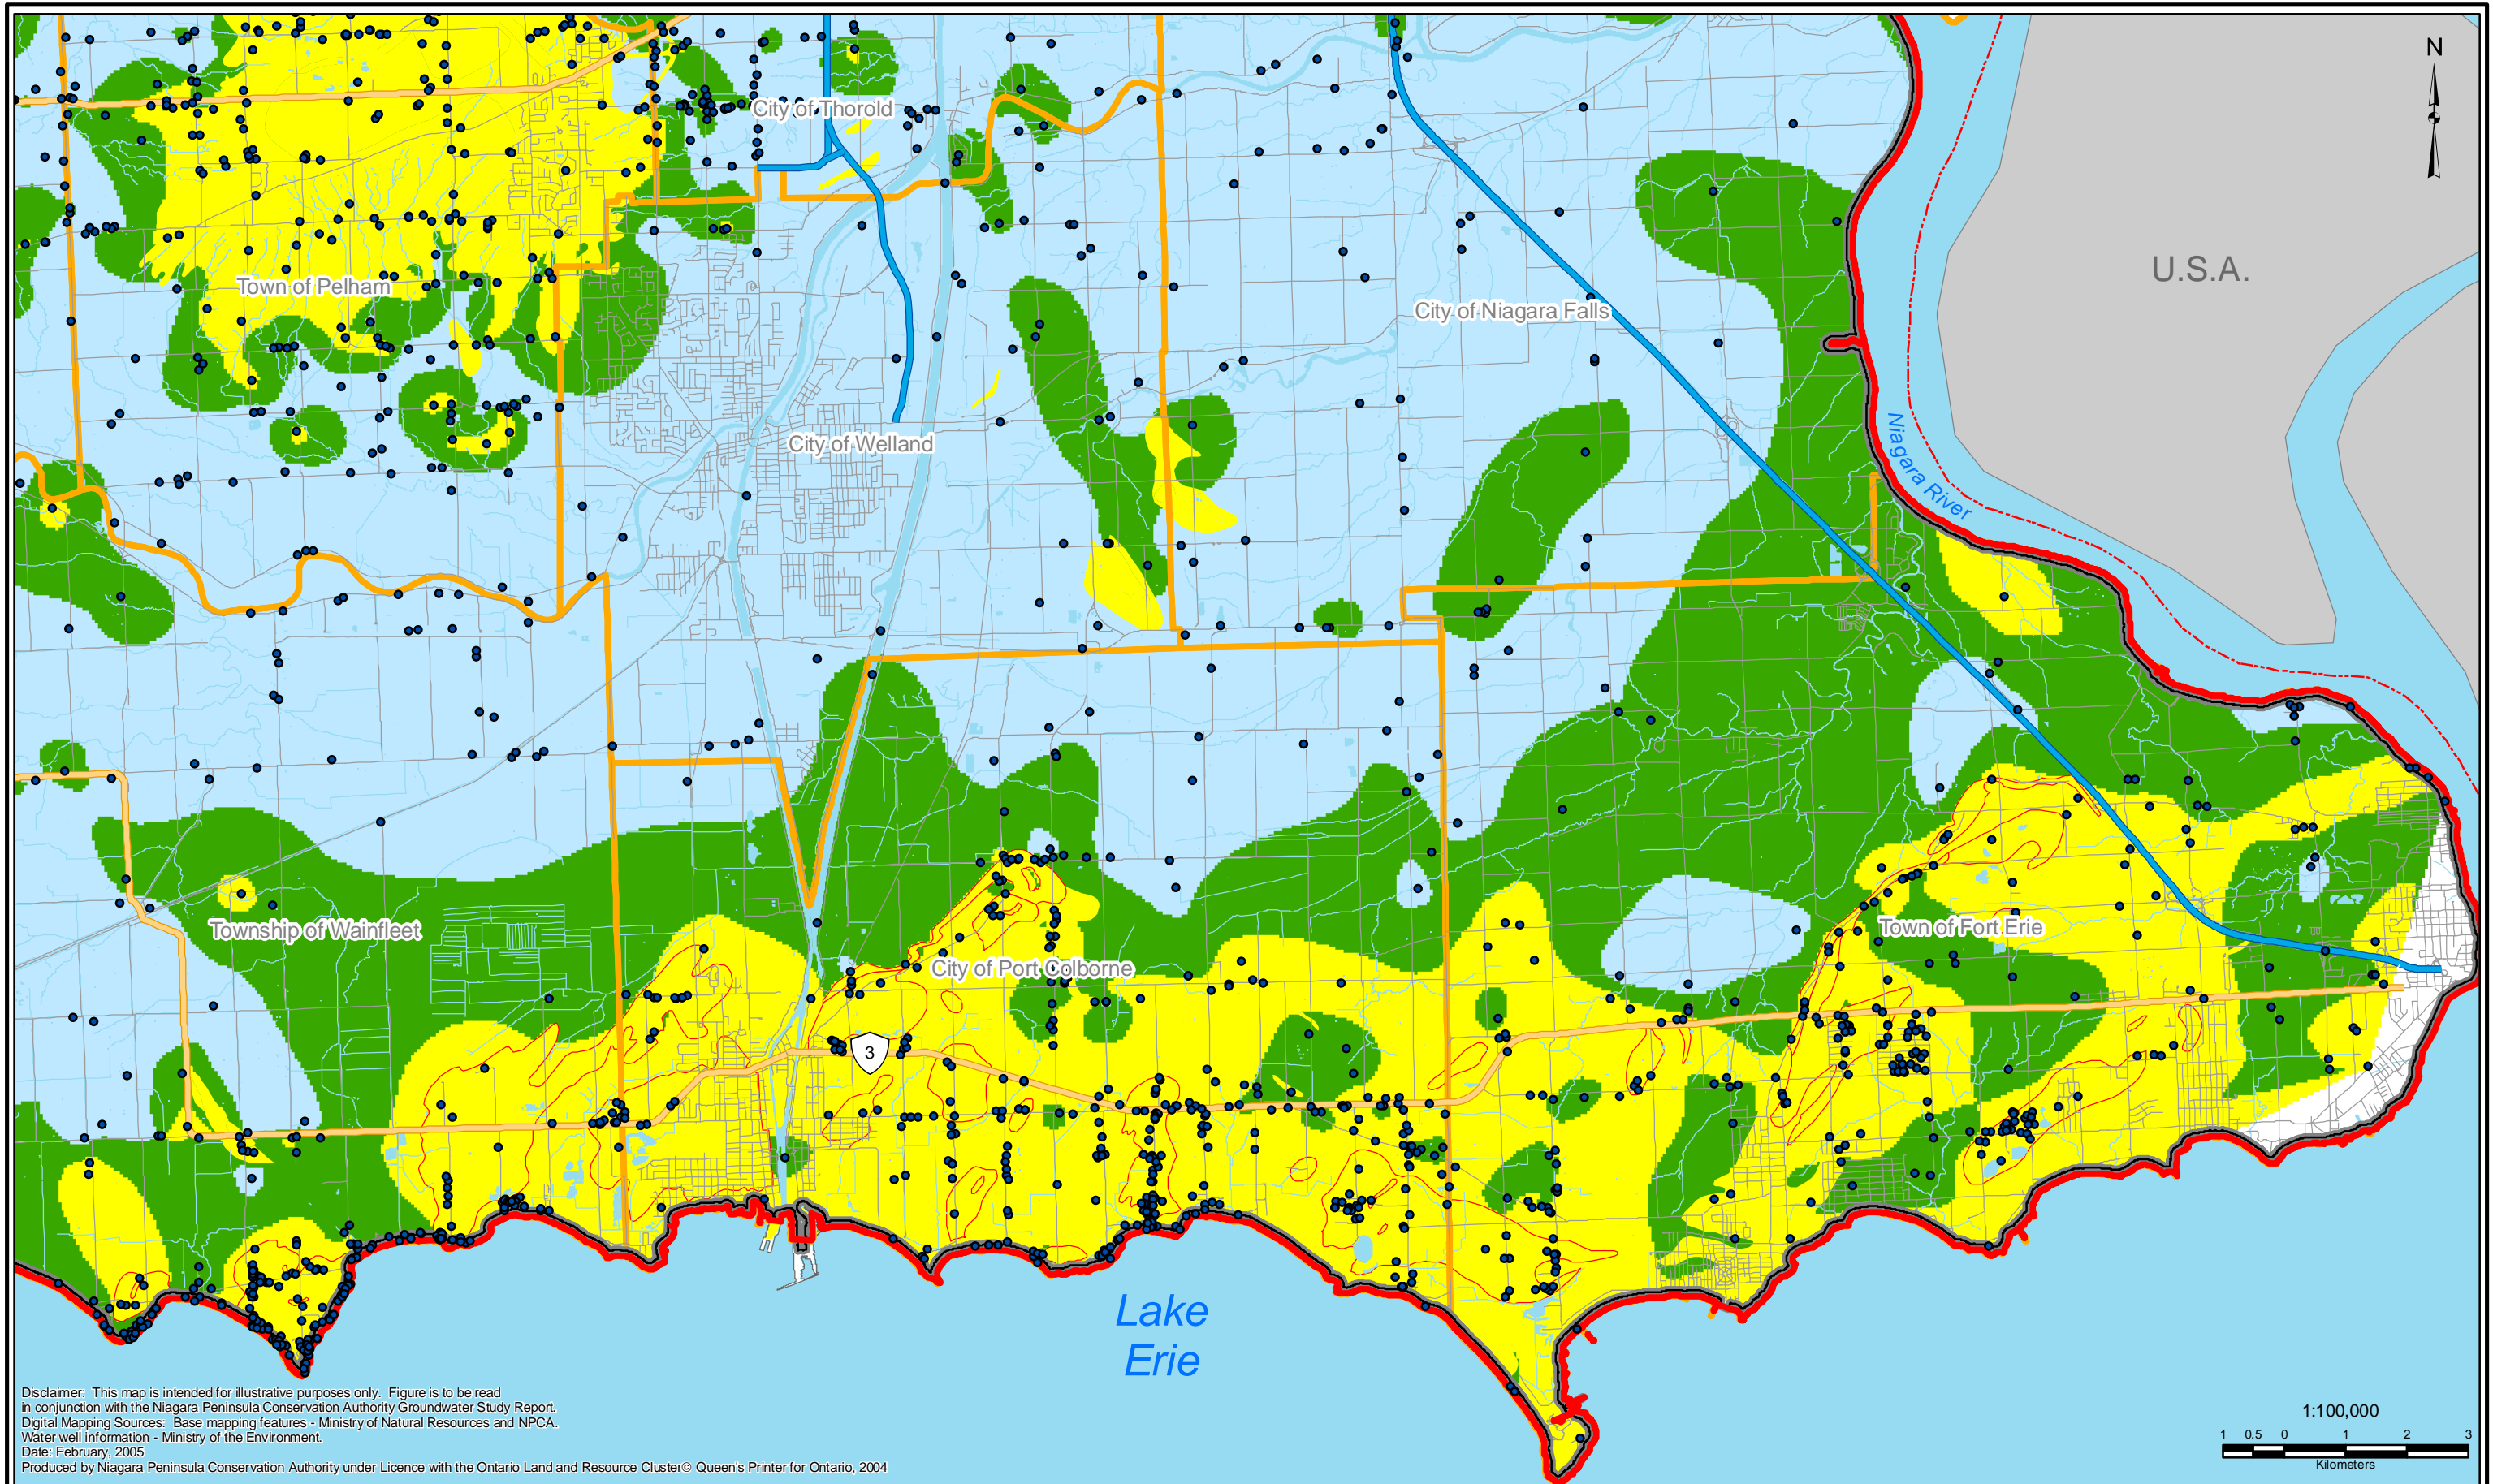 N
City of Thorold
U.S.A.
Town of Pelham
City of Niagara Falls
Niagara River
City of Welland
Township of Wainfleet
Town of Fort Erie
City of Port Colborne
3
Lake
Erie
Disclaimer: This map is intended for illustrative purposes only. Figure is to be read
in conjunction with the Niagara Peninsula Conservation Authority Groundwater Study Report.
Digital Mapping Sources: Base mapping features - Ministry of Natural Resources and NPCA.
Water well information - Ministry of the Environment.
Date: February, 2005
Produced by Niagara Peninsula Conservation Authority under Licence with the Ontario Land and Resource Cluster© Queen's Printer for Ontario, 2004
1:100,000
1 0.5 0 1 2 3
Kilometers